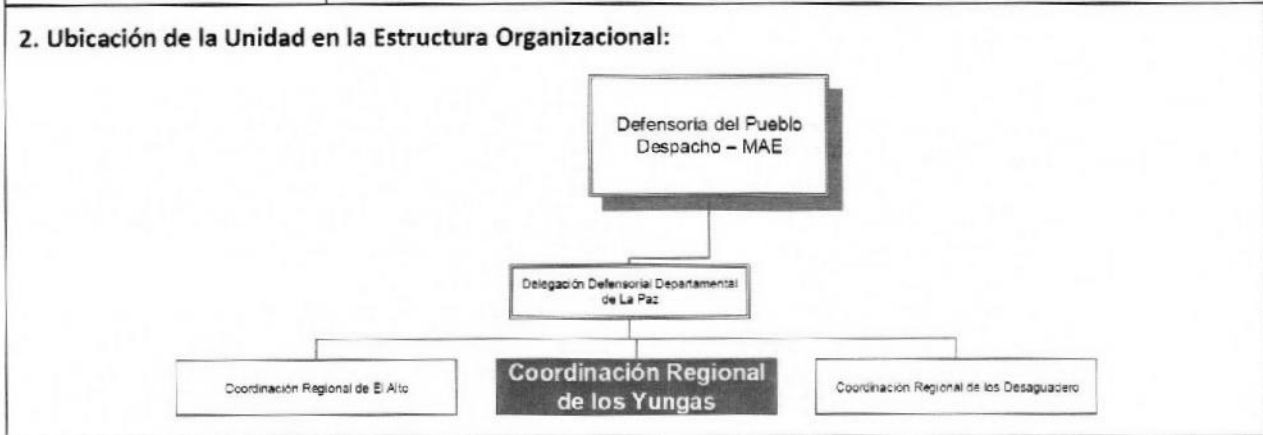 2. Ubicación de la Unidad en la Estructura Organizacional:
Defensoría del Pueblo
Despacho – MAE
Delegación Defensorial Departamental
de La Paz
Coordinación Regional de El Alto
Coordinación Regional
de los Yungas
Coordinación Regional de los Desaguadero